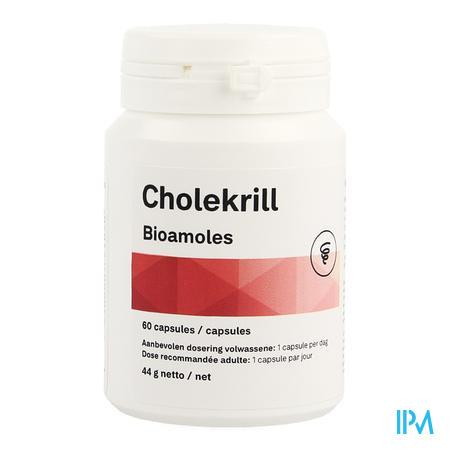 Cholekrill
Bioamoles
60 capsules / capsules
Aanbevolen dosering volwassene: 1 capsule per dag
Dose recommandée adulte: 1 capsule par jour
44 g netto / net
IPM